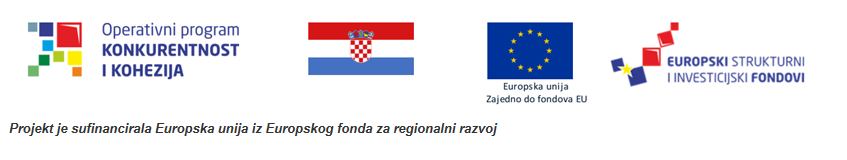 Operativni program
KONKURENTNOST
I KOHEZIJA
Europska unija
Zajedno do fondova EU
EUROPSKI STRUKTURNI
I INVESTICIJSKI FONDOVI
Projekt je sufinancirala Europska unija iz Europskog fonda za regionalni razvoj